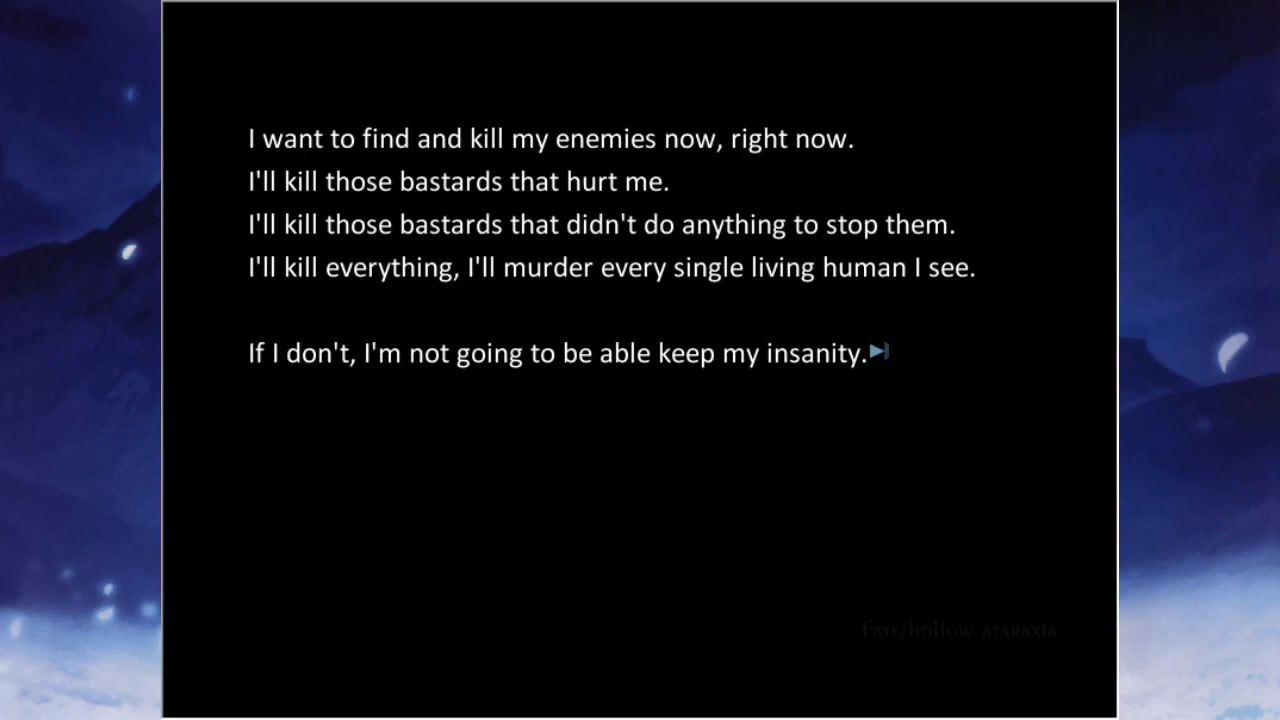 I want to find and kill my enemies now, right now.
I'll kill those bastards that hurt me.
I'll kill those bastards that didn't do anything to stop them.
I'll kill everything, I'll murder every single living human I see.
If I don't, I'm not going to be able keep my insanity.
Fate/hollow ataraxia